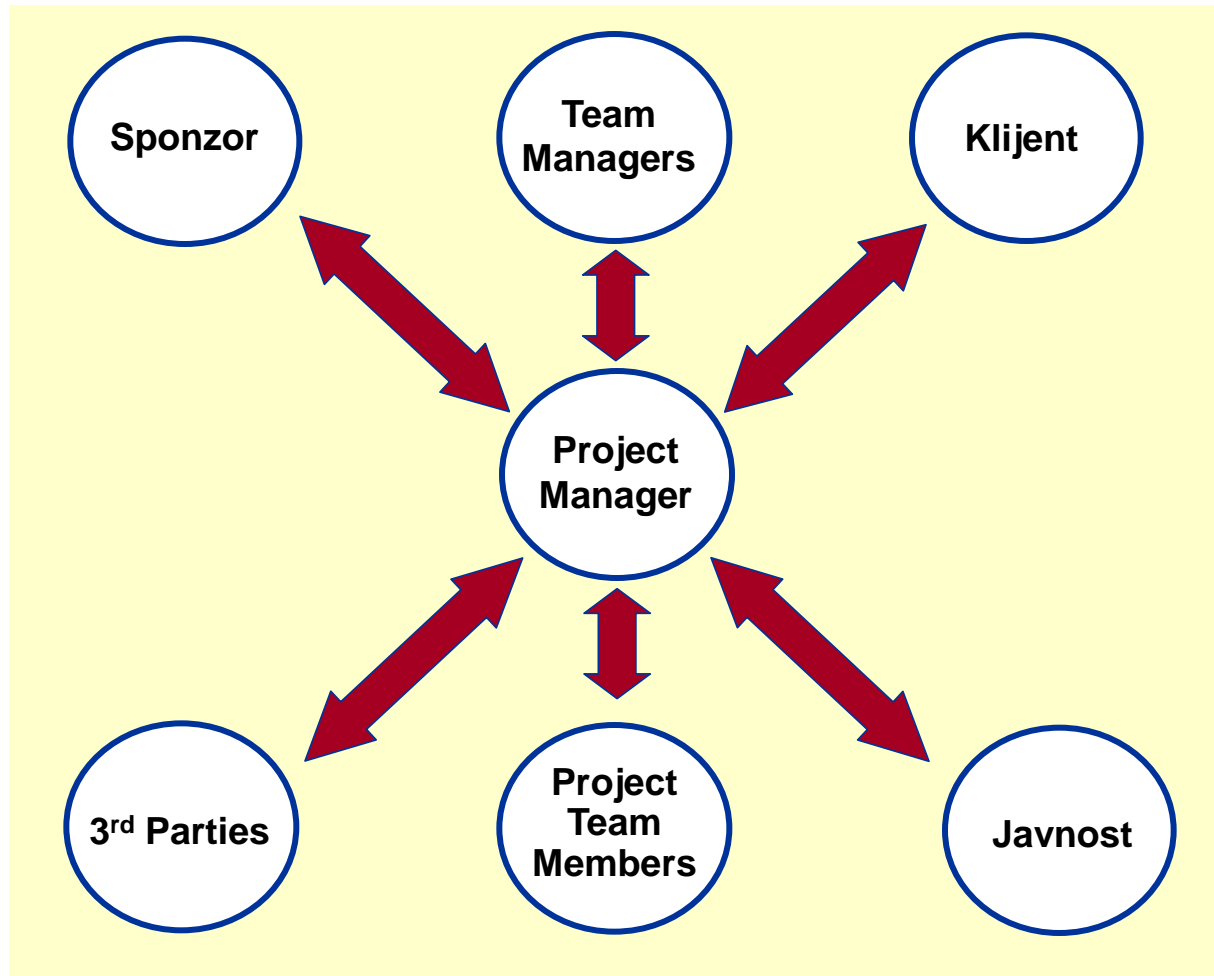 Sponzor
Team
Managers
Klijent
Project
Manager
3rd Parties
Project
Team
Members
Javnost